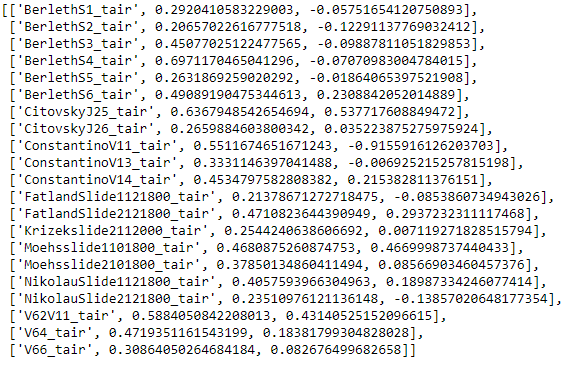 [['BerlethS1_tair', 0.2920410583229003, -0.05751654120750893],
['BerlethS2_tair', 0.20657022616777518, -0.12291137769032412],
['BerlethS3_tair', 0.45077025122477565, -0.09887811051829853],
['BerlethS4_tair', 0.6971170465041296, -0.07070983004784015],
['BerlethS5_tair', 0.2631869259020292, -0.01864065397521908],
['BerlethS6_tair', 0.49089190475344613, 0.2308842052014889],
['CitovskyJ25_tair', 0.6367948542654694, 0.537717608849472],
['CitovskyJ26_tair', 0.2659884603800342, 0.035223875275975924],
['ConstantinoV11_tair', 0.5511674651671243, -0.9155916126203703],
['ConstantinoV13_tair', 0.3331146397041488, -0.006925215257815198],
['ConstantinoV14_tair', 0.4534797582808382, 0.215382811376151],
['FatlandSlide1121800_tair', 0.21378671272718475, -0.0853860734943026],
['FatlandSlide2121800_tair', 0.4710823644390949, 0.2937232311117468],
['Krizekslide2112000_tair', 0.2544240638606692, 0.007119271828515794],
['Moehsslide1101800_tair', 0.4680875260874753, 0.4669998737440433],
['Moehsslide2101800_tair', 0.37850134860411494, 0.08566903460457376],
['NikolauSlide1121800_tair', 0.4057593966304963, 0.18987334246077414],
['NikolauSlide2121800_tair', 0.23510976121136148, -0.13857020648177354],
['V62V11_tair', 0.5884050842208013, 0.43140525152096615],
['V64_tair', 0.4719351161543199, 0.18381799304828028],
['V66_tair', 0.30864050264684184, 0.082676499682658]]